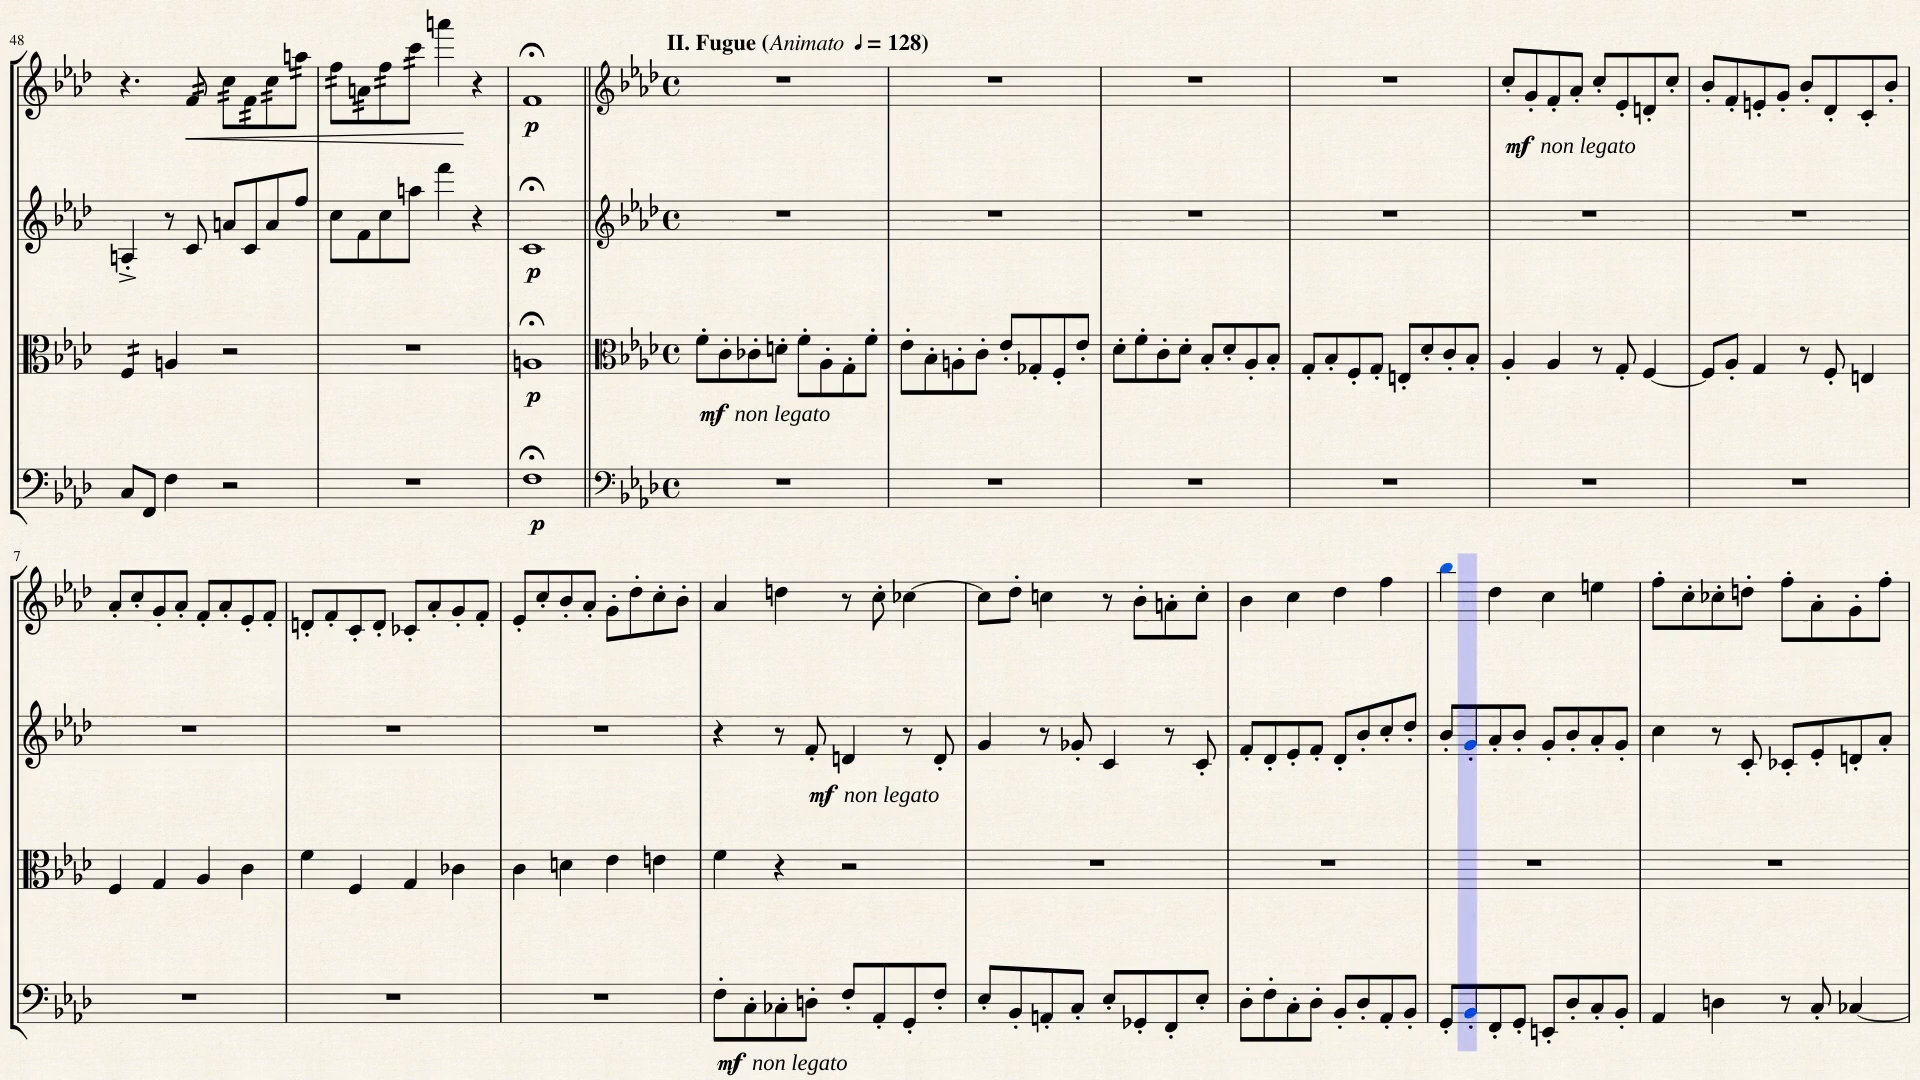 48
II. Fugue (Animato ♩ = 128)
mf non legato
p
p
p
mf non legato
p
7
mf non legato
mf non legato